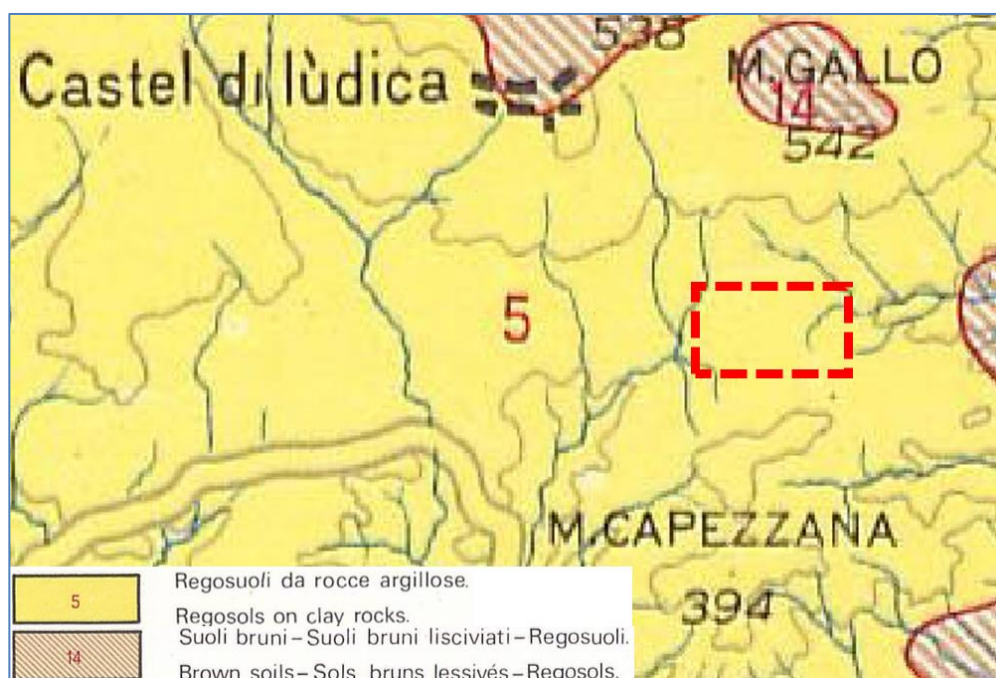 538
Castel di lùdica
M.GALLO
14
542
5
M.CAPEZZANA
394
5
Regosuoli da rocce argillose.
Regosols on clay rocks.
14
Suoli bruni – Suoli bruni lisciviati – Regosuoli.
Brown soils – Sols bruns lessivés – Regosols.